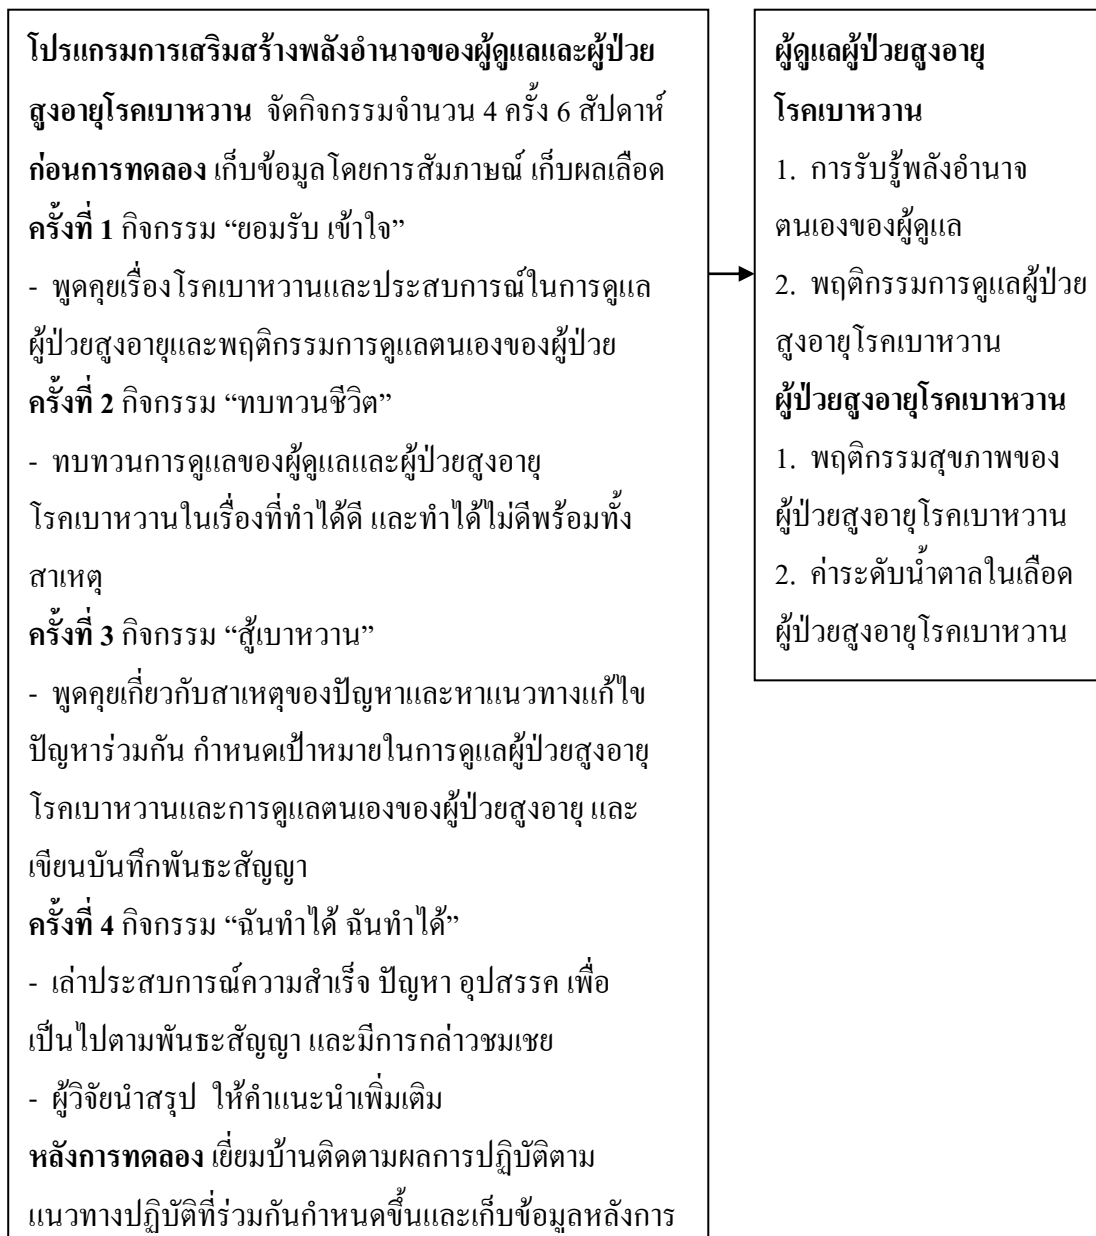 โปรแกรมการเสริมสร้างพลังอำนาจของผู้ดูแลและผู้ป่วย
สูงอายุโรคเบาหวาน จัดกิจกรรมจำนวน 4 ครั้ง 6 สัปดาห์
ก่อนการทดลอง เก็บข้อมูลโดยการสัมภาษณ์ เก็บผลเลือด
ครั้งที่ 1 กิจกรรม “ยอมรับ เข้าใจ”
- พูดคุยเรื่องโรคเบาหวานและประสบการณ์ในการดูแล
ผู้ป่วยสูงอายุและพฤติกรรมการดูแลตนเองของผู้ป่วย
ครั้งที่ 2 กิจกรรม “ทบทวนชีวิต”
- ทบทวนการดูแลของผู้ดูแลและผู้ป่วยสูงอายุ
โรคเบาหวานในเรื่องที่ทำได้ดี และทำได้ไม่ดีพร้อมทั้ง
สาเหตุ
ครั้งที่ 3 กิจกรรม “สู้เบาหวาน”
- พูดคุยเกี่ยวกับสาเหตุของปัญหาและหาแนวทางแก้ไข
ปัญหาร่วมกัน กำหนดเป้าหมายในการดูแลผู้ป่วยสูงอายุ
โรคเบาหวานและการดูแลตนเองของผู้ป่วยสูงอายุ และ
เขียนบันทึกพันธะสัญญา
ครั้งที่ 4 กิจกรรม “ฉันทำได้ ฉันทำได้”
- เล่าประสบการณ์ความสำเร็จ ปัญหา อุปสรรค เพื่อ
เป็นไปตามพันธะสัญญา และมีการกล่าวชมเชย
- ผู้วิจัยนำสรุป ให้คำแนะนำเพิ่มเติม
หลังการทดลอง เยี่ยมบ้านติดตามผลการปฏิบัติตาม
แนวทางปฏิบัติที่ร่วมกันกำหนดขึ้นและเก็บข้อมูลหลังการ
ผู้ดูแลผู้ป่วยสูงอายุ
โรคเบาหวาน
1. การรับรู้พลังอำนาจ
ตนเองของผู้ดูแล
2. พฤติกรรมการดูแลผู้ป่วย
สูงอายุโรคเบาหวาน
ผู้ป่วยสูงอายุโรคเบาหวาน
1. พฤติกรรมสุขภาพของ
ผู้ป่วยสูงอายุโรคเบาหวาน
2. ค่าระดับน้ำตาลในเลือด
ผู้ป่วยสูงอายุโรคเบาหวาน